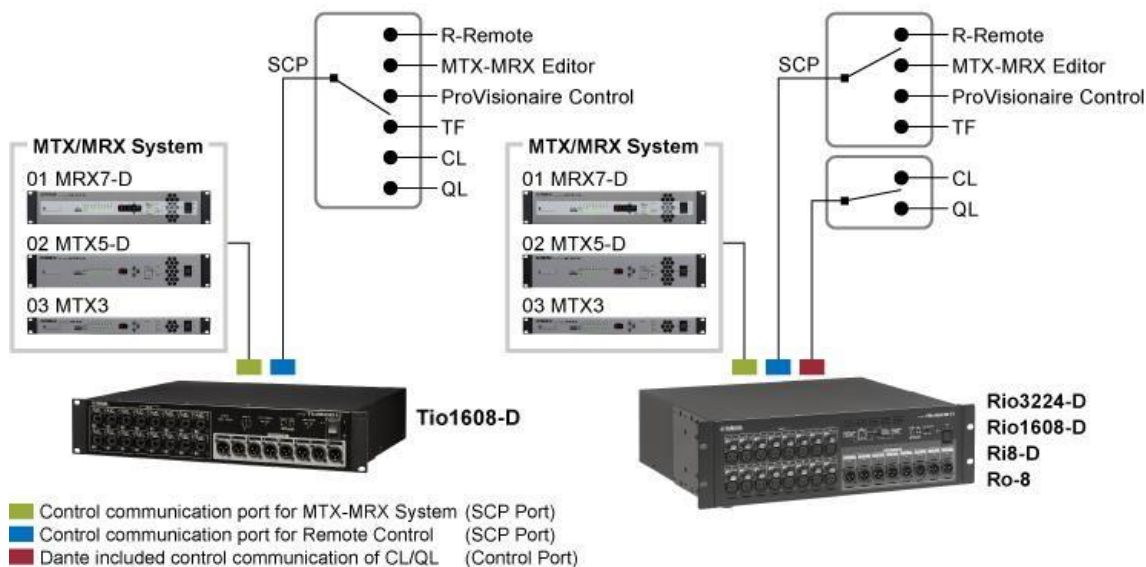 R-Remote
SCP
MTX-MRX Editor
ProVisionaire Control
TF
CL
QL
MTX/MRX System
01 MRX7-D
02 MTX5-D
03 MTX3
Tio1608-D
R-Remote
SCP
MTX-MRX Editor
ProVisionaire Control
TF
CL
QL
MTX/MRX System
01 MRX7-D
02 MTX5-D
03 MTX3
Rio3224-D
Rio1608-D
Ri8-D
Ro-8
Control communication port for MTX-MRX System (SCP Port)
Control communication port for Remote Control (SCP Port)
Dante included control communication of CL/QL (Control Port)